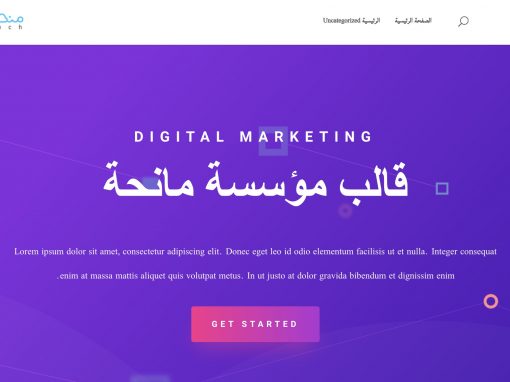 الصفحة الرئيسية
الرئيسية Uncategorized
DIGITAL MARKETING
قالب مؤسسة مانحة
Lorem ipsum dolor sit amet, consectetur adipiscing elit. Donec eget leo id odio elementum facilisis ut et nulla. Integer consequat
enim at massa mattis aliquet quis volutpat metus. In ut justo at dolor gravida bibendum et dignissim enim.
GET STARTED